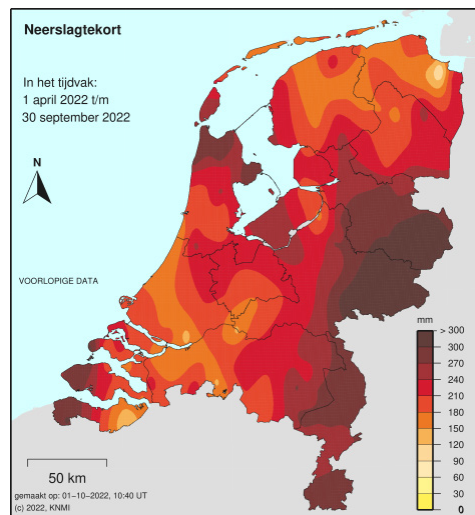 Neerslagtekort
In het tijdvak:
1 april 2022 t/m
30 september 2022
N
VOORLOPIGE DATA
mm
> 300
300
270
240
210
180
150
120
90
60
30
0
50 km
gemaakt op: 01-10-2022, 10:40 UT
(c) 2022, KNMI